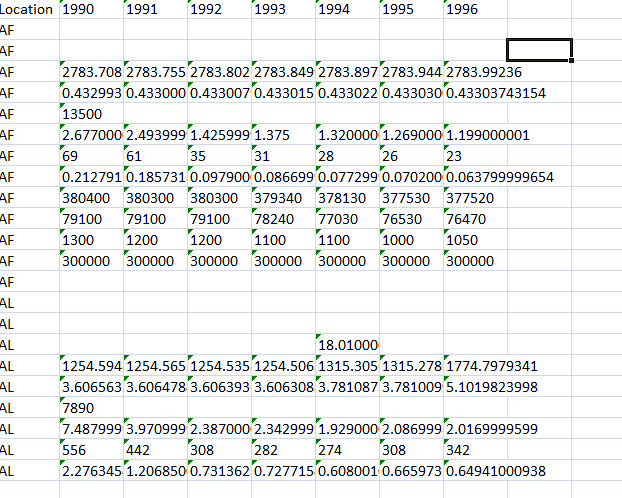 Location 1990 1991 1992 1993 1994 1995 1996
AF
AF
AF 2783.708 2783.755 2783.802 2783.849 2783.897 2783.944 2783.99236
AF 0.432993 0.433000 0.433007 0.433015 0.433022 0.433030 0.43303743154
AF 13500
AF 2.677000 2.493999 1.425999 1.375 1.320000 1.269000 1.199000001
AF 69 61 35 31 28 26 23
AF 0.212791 0.185731 0.097900 0.086699 0.077299 0.070200 0.063799999654
AF 380400 380300 380300 379340 378130 377530 377520
AF 79100 79100 79100 78240 77030 76530 76470
AF 1300 1200 1200 1100 1100 1000 1050
AF 300000 300000 300000 300000 300000 300000 300000
AF
AL
AL
AL 18.01000
AL 1254.594 1254.565 1254.535 1254.506 1315.305 1315.278 1774.7979341
AL 3.606563 3.606478 3.606393 3.606308 3.781087 3.781009 5.1019823998
AL 7890
AL 7.487999 3.970999 2.387000 2.342999 1.929000 2.086999 2.0169999599
AL 556 442 308 282 274 308 342
AL 2.276345 1.206850 0.731362 0.727715 0.608001 0.665973 0.64941000938